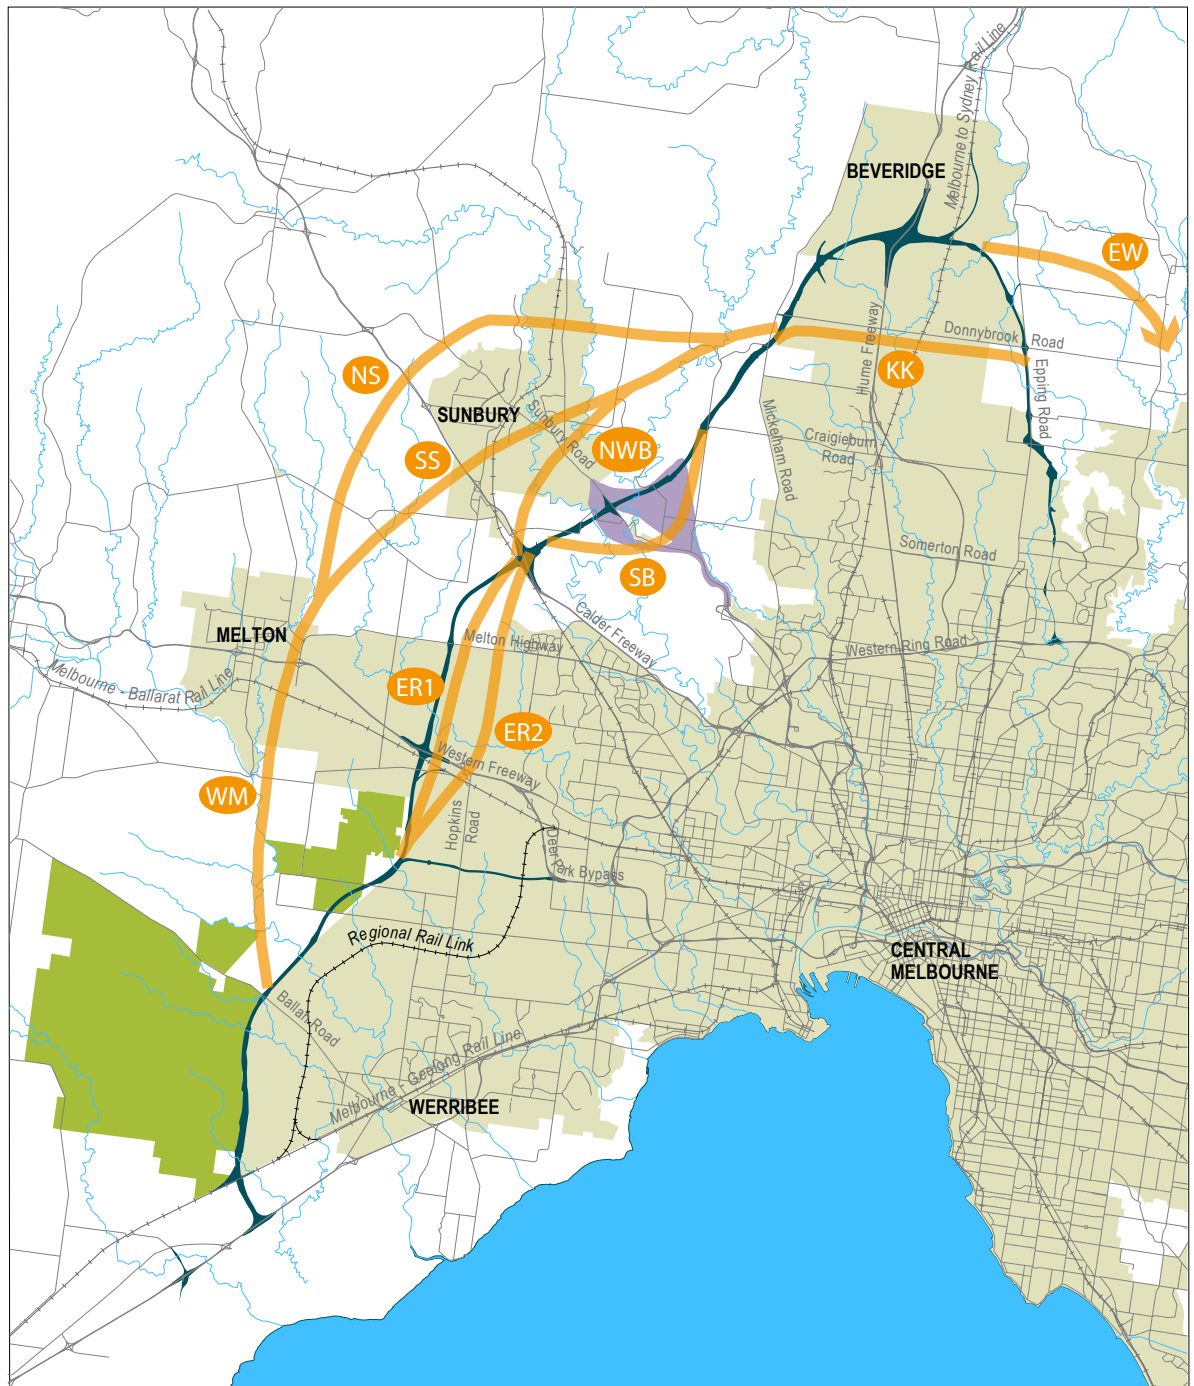 Melbourne to Sydney Rail Line
BEVERIDGE
EW
Donnybrook Road
Hume Freeway
KK
Epping Road
NS
SUNBURY
Sunbury Road
Mickelham Road
Craigieburn
Road
NWB
SS
Somerton Road
SB
Calder Freeway
MELTON
Melton Highway
Western Ring Road
Melbourne - Ballarat Rail Line
ER1
ER2
Western Freeway
WM
Hopkins
Road
Deer Park Bypass
Regional Rail Link
CENTRAL
MELBOURNE
Ballan Road
Melbourne - Geelong Rail Line
WERRIBEE